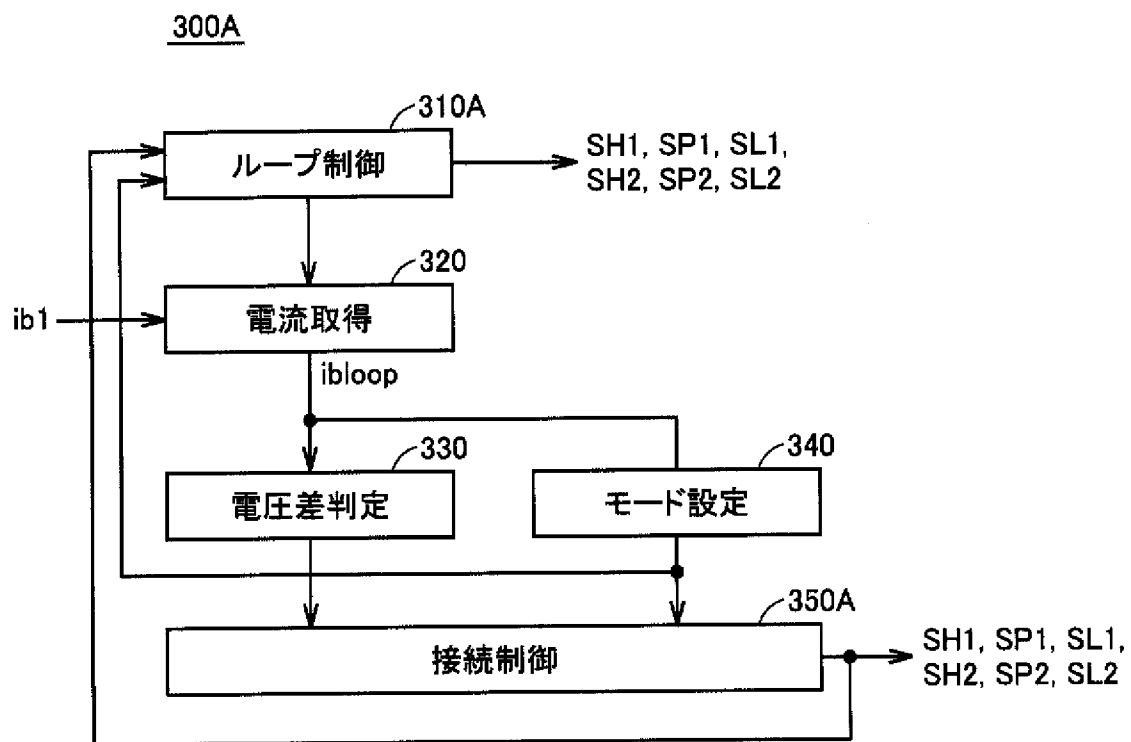 300A
310A
ループ制御
SH1, SP1, SL1,
SH2, SP2, SL2
320
ib1
電流取得
ibloop
330
340
電圧差判定
モード設定
350A
接続制御
SH1, SP1, SL1,
SH2, SP2, SL2